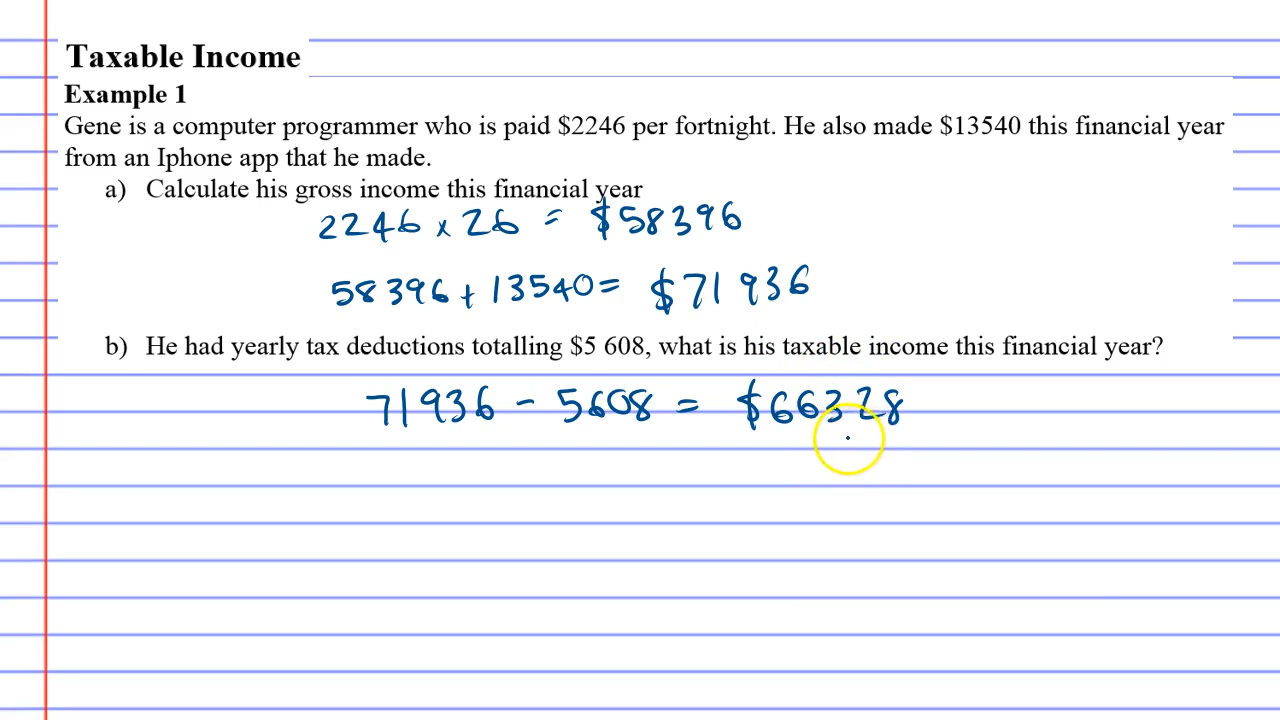 Taxable Income
Example 1
Gene is a computer programmer who is paid $2246 per fortnight. He also made $13540 this financial year
from an Iphone app that he made.
a) Calculate his gross income this financial year
2246 x 26 = $58396
58396 + 13540 = $71936
b) He had yearly tax deductions totalling $5 608, what is his taxable income this financial year?
71936 - 5608 = $66328